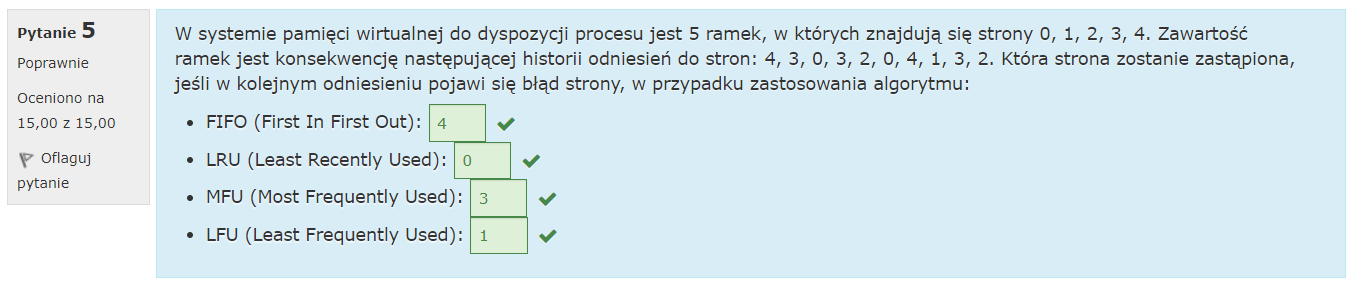 Pytanie 5
Poprawnie
Oceniono na
15,00 z 15,00
Oflaguj
pytanie
W systemie pamięci wirtualnej do dyspozycji procesu jest 5 ramek, w których znajdują się strony 0, 1, 2, 3, 4. Zawartość
ramek jest konsekwencję następującej historii odniesień do stron: 4, 3, 0, 3, 2, 0, 4, 1, 3, 2. Która strona zostanie zastąpiona,
jeśli w kolejnym odniesieniu pojawi się błąd strony, w przypadku zastosowania algorytmu:
• FIFO (First In First Out): 4
• LRU (Least Recently Used): 0
• MFU (Most Frequently Used): 3
• LFU (Least Frequently Used): 1